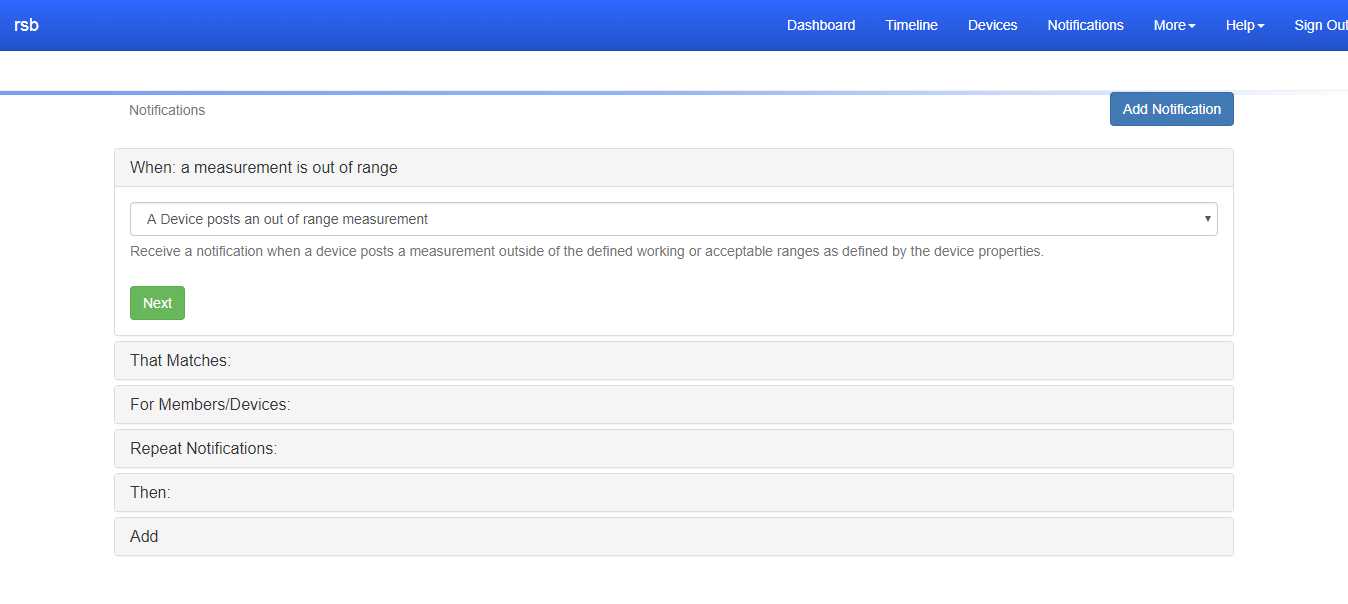 rsb
Dashboard Timeline Devices Notifications More Help Sign Out
Notifications
Add Notification
When: a measurement is out of range
A Device posts an out of range measurement
Receive a notification when a device posts a measurement outside of the defined working or acceptable ranges as defined by the device properties.
Next
That Matches:
For Members/Devices:
Repeat Notifications:
Then:
Add